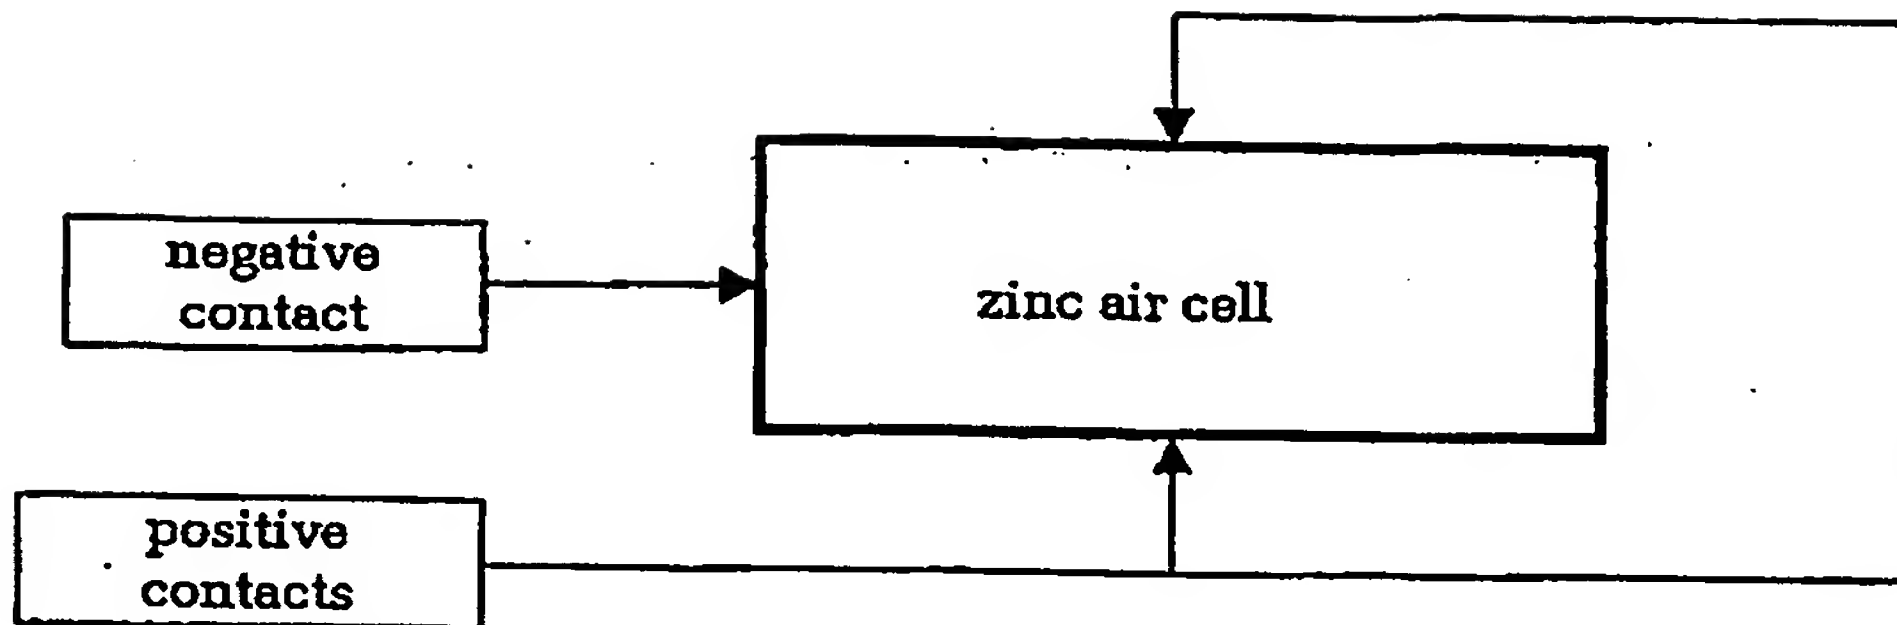 negative
contact
zinc air cell
positive
contacts